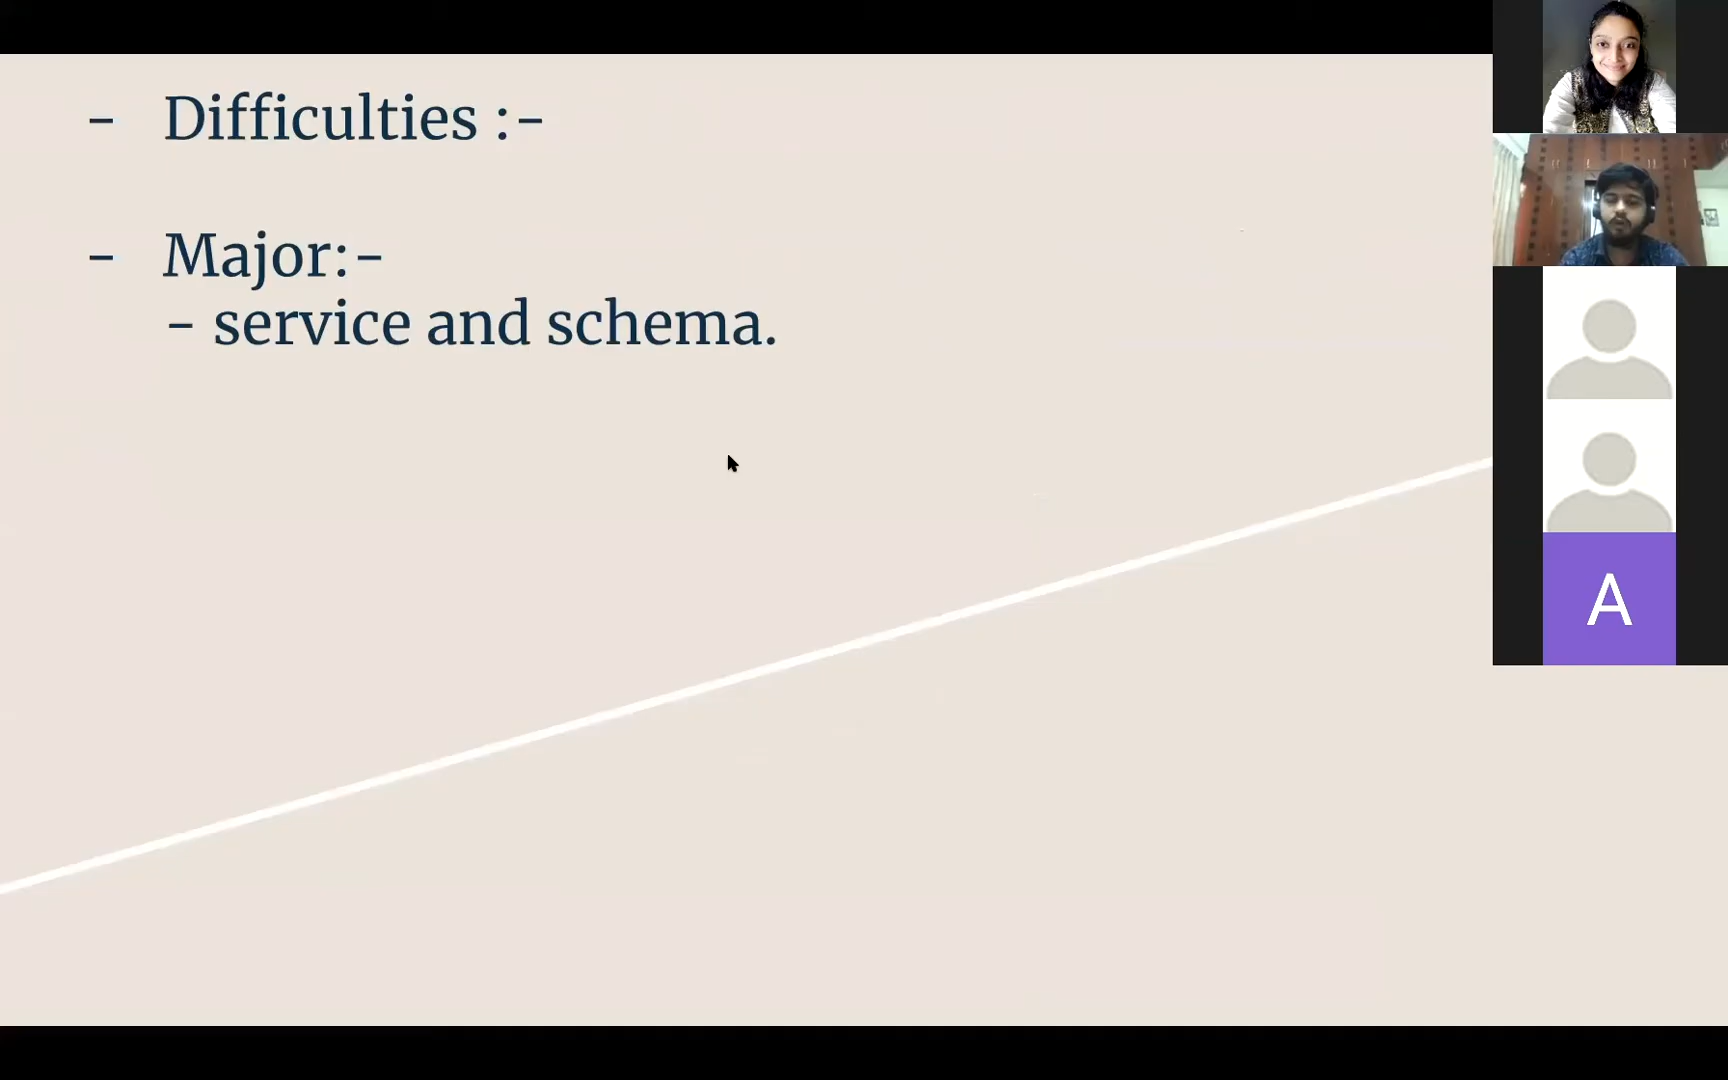 - Difficulties :-
- Major:-
- service and schema.
A